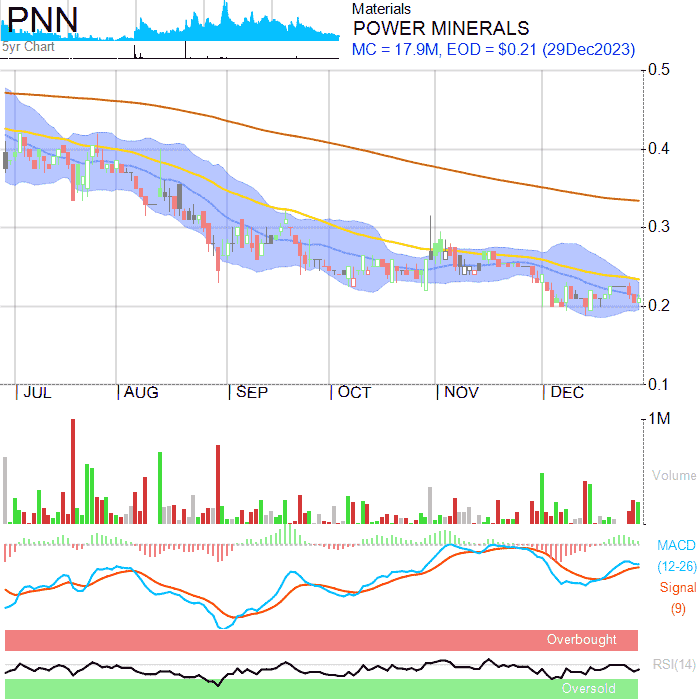 PNN
5yr Chart
Materials
POWER MINERALS
MC = 17.9M, EOD = $0.21 (29Dec2023)
0.5
0.4
0.3
0.2
0.1
JUL AUG SEP OCT NOV DEC
1M
Volume
MACD
(12-26)
Signal
(9)
Overbought
RSI(14)
Oversold